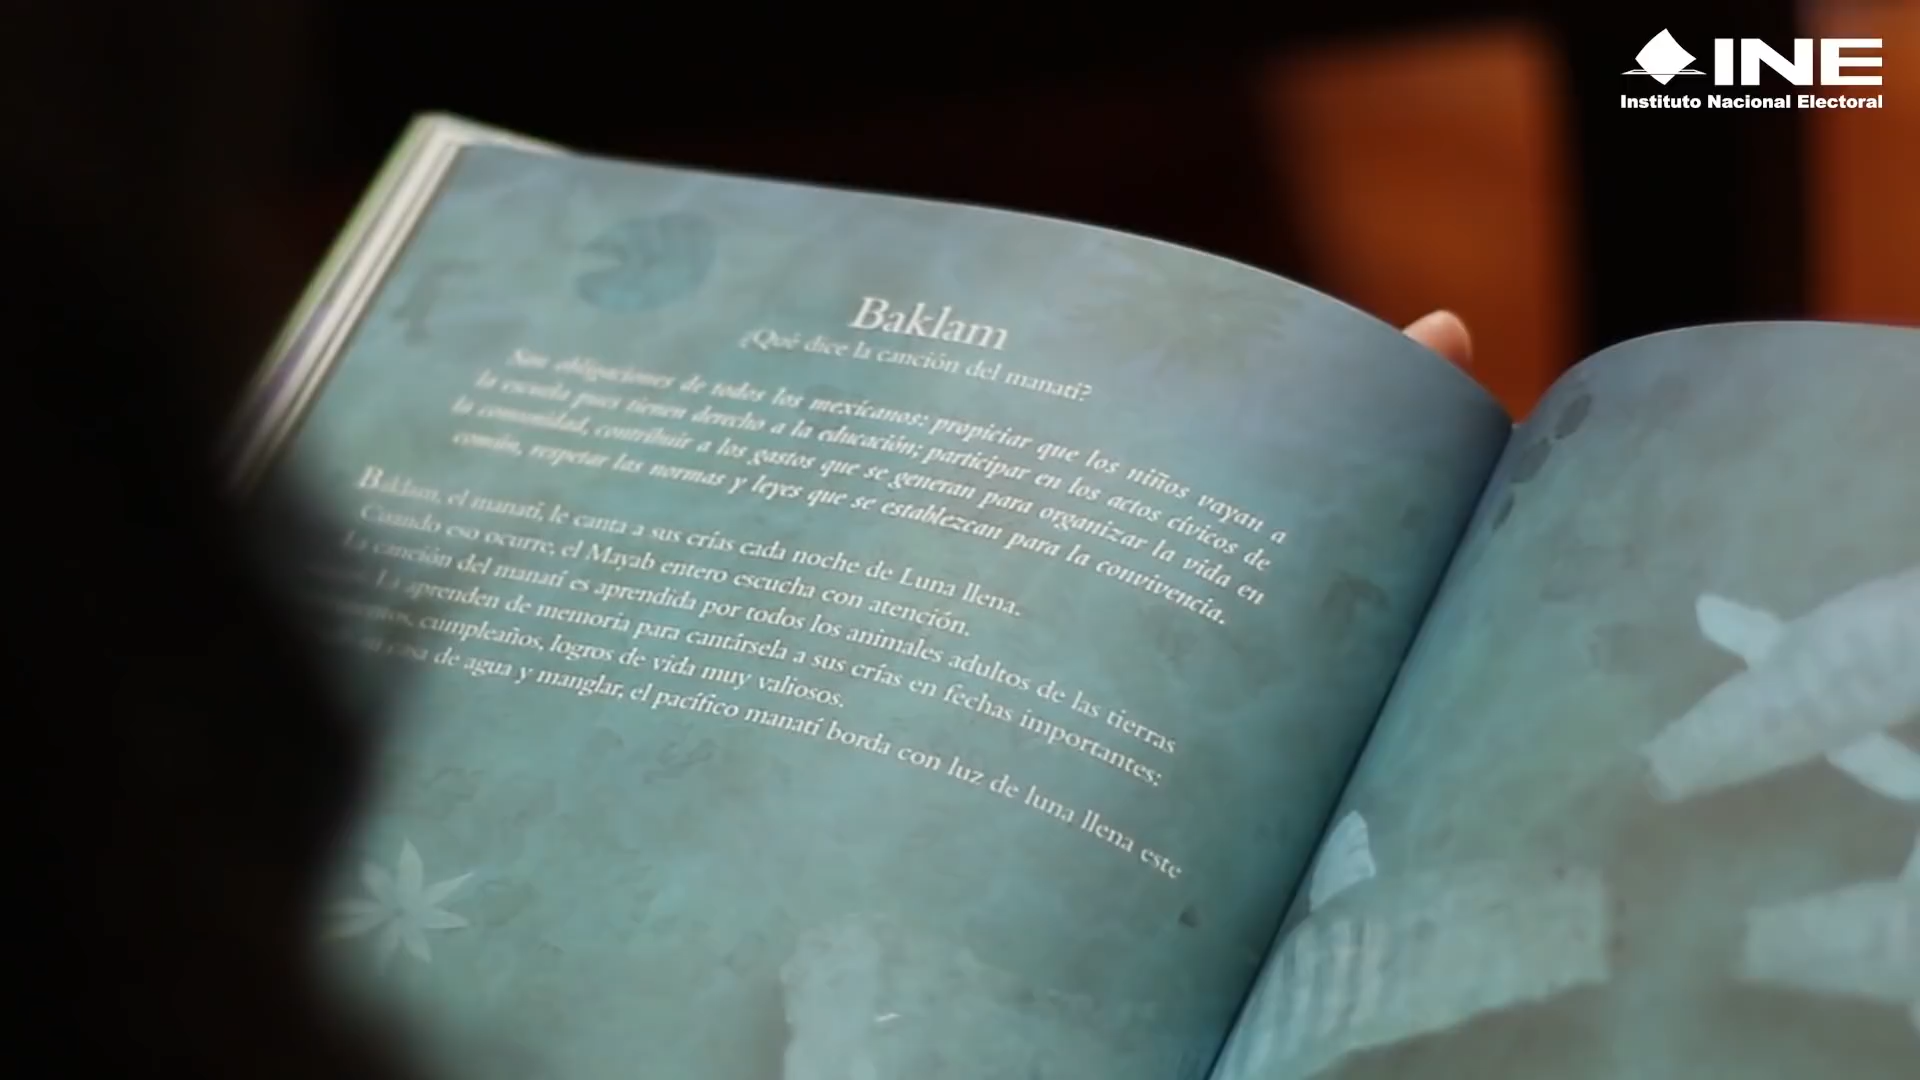 INE
Instituto Nacional Electoral
Baklam
¿Qué dice la canción del manatí?
Son obligaciones de todos los mexicanos: propiciar que los niños vayan a
la escuela pues tienen derecho a la educación; participar en los actos cívicos de
la comunidad, contribuir a los gastos que se generan para organizar la vida en
común, respetar las normas y leyes que se establezcan para la convivencia.
Baklam, el manatí, le canta a sus crías cada noche de Luna llena.
Cuando eso ocurre, el Mayab entero escucha con atención.
La canción del manatí es aprendida por todos los animales adultos de las tierras
La aprenden de memoria para cantársela a sus crías en fechas importantes;
cumpleaños, logros de vida muy valiosos.
su casa de agua y manglar, el pacífico manatí borda con luz de luna llena este